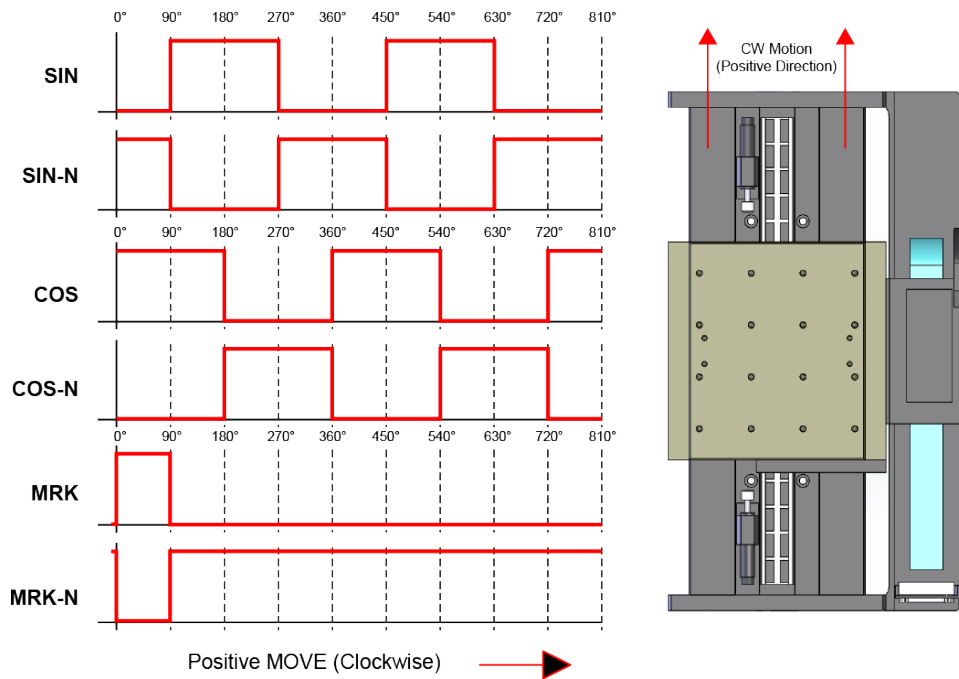 0° 90° 180° 270° 360° 450° 540° 630° 720° 810°
SIN
SIN-N
0° 90° 180° 270° 360° 450° 540° 630° 720° 810°
COS
COS-N
0° 90° 180° 270° 360° 450° 540° 630° 720° 810°
MRK
MRK-N
Positive MOVE (Clockwise)
CW Motion
(Positive Direction)